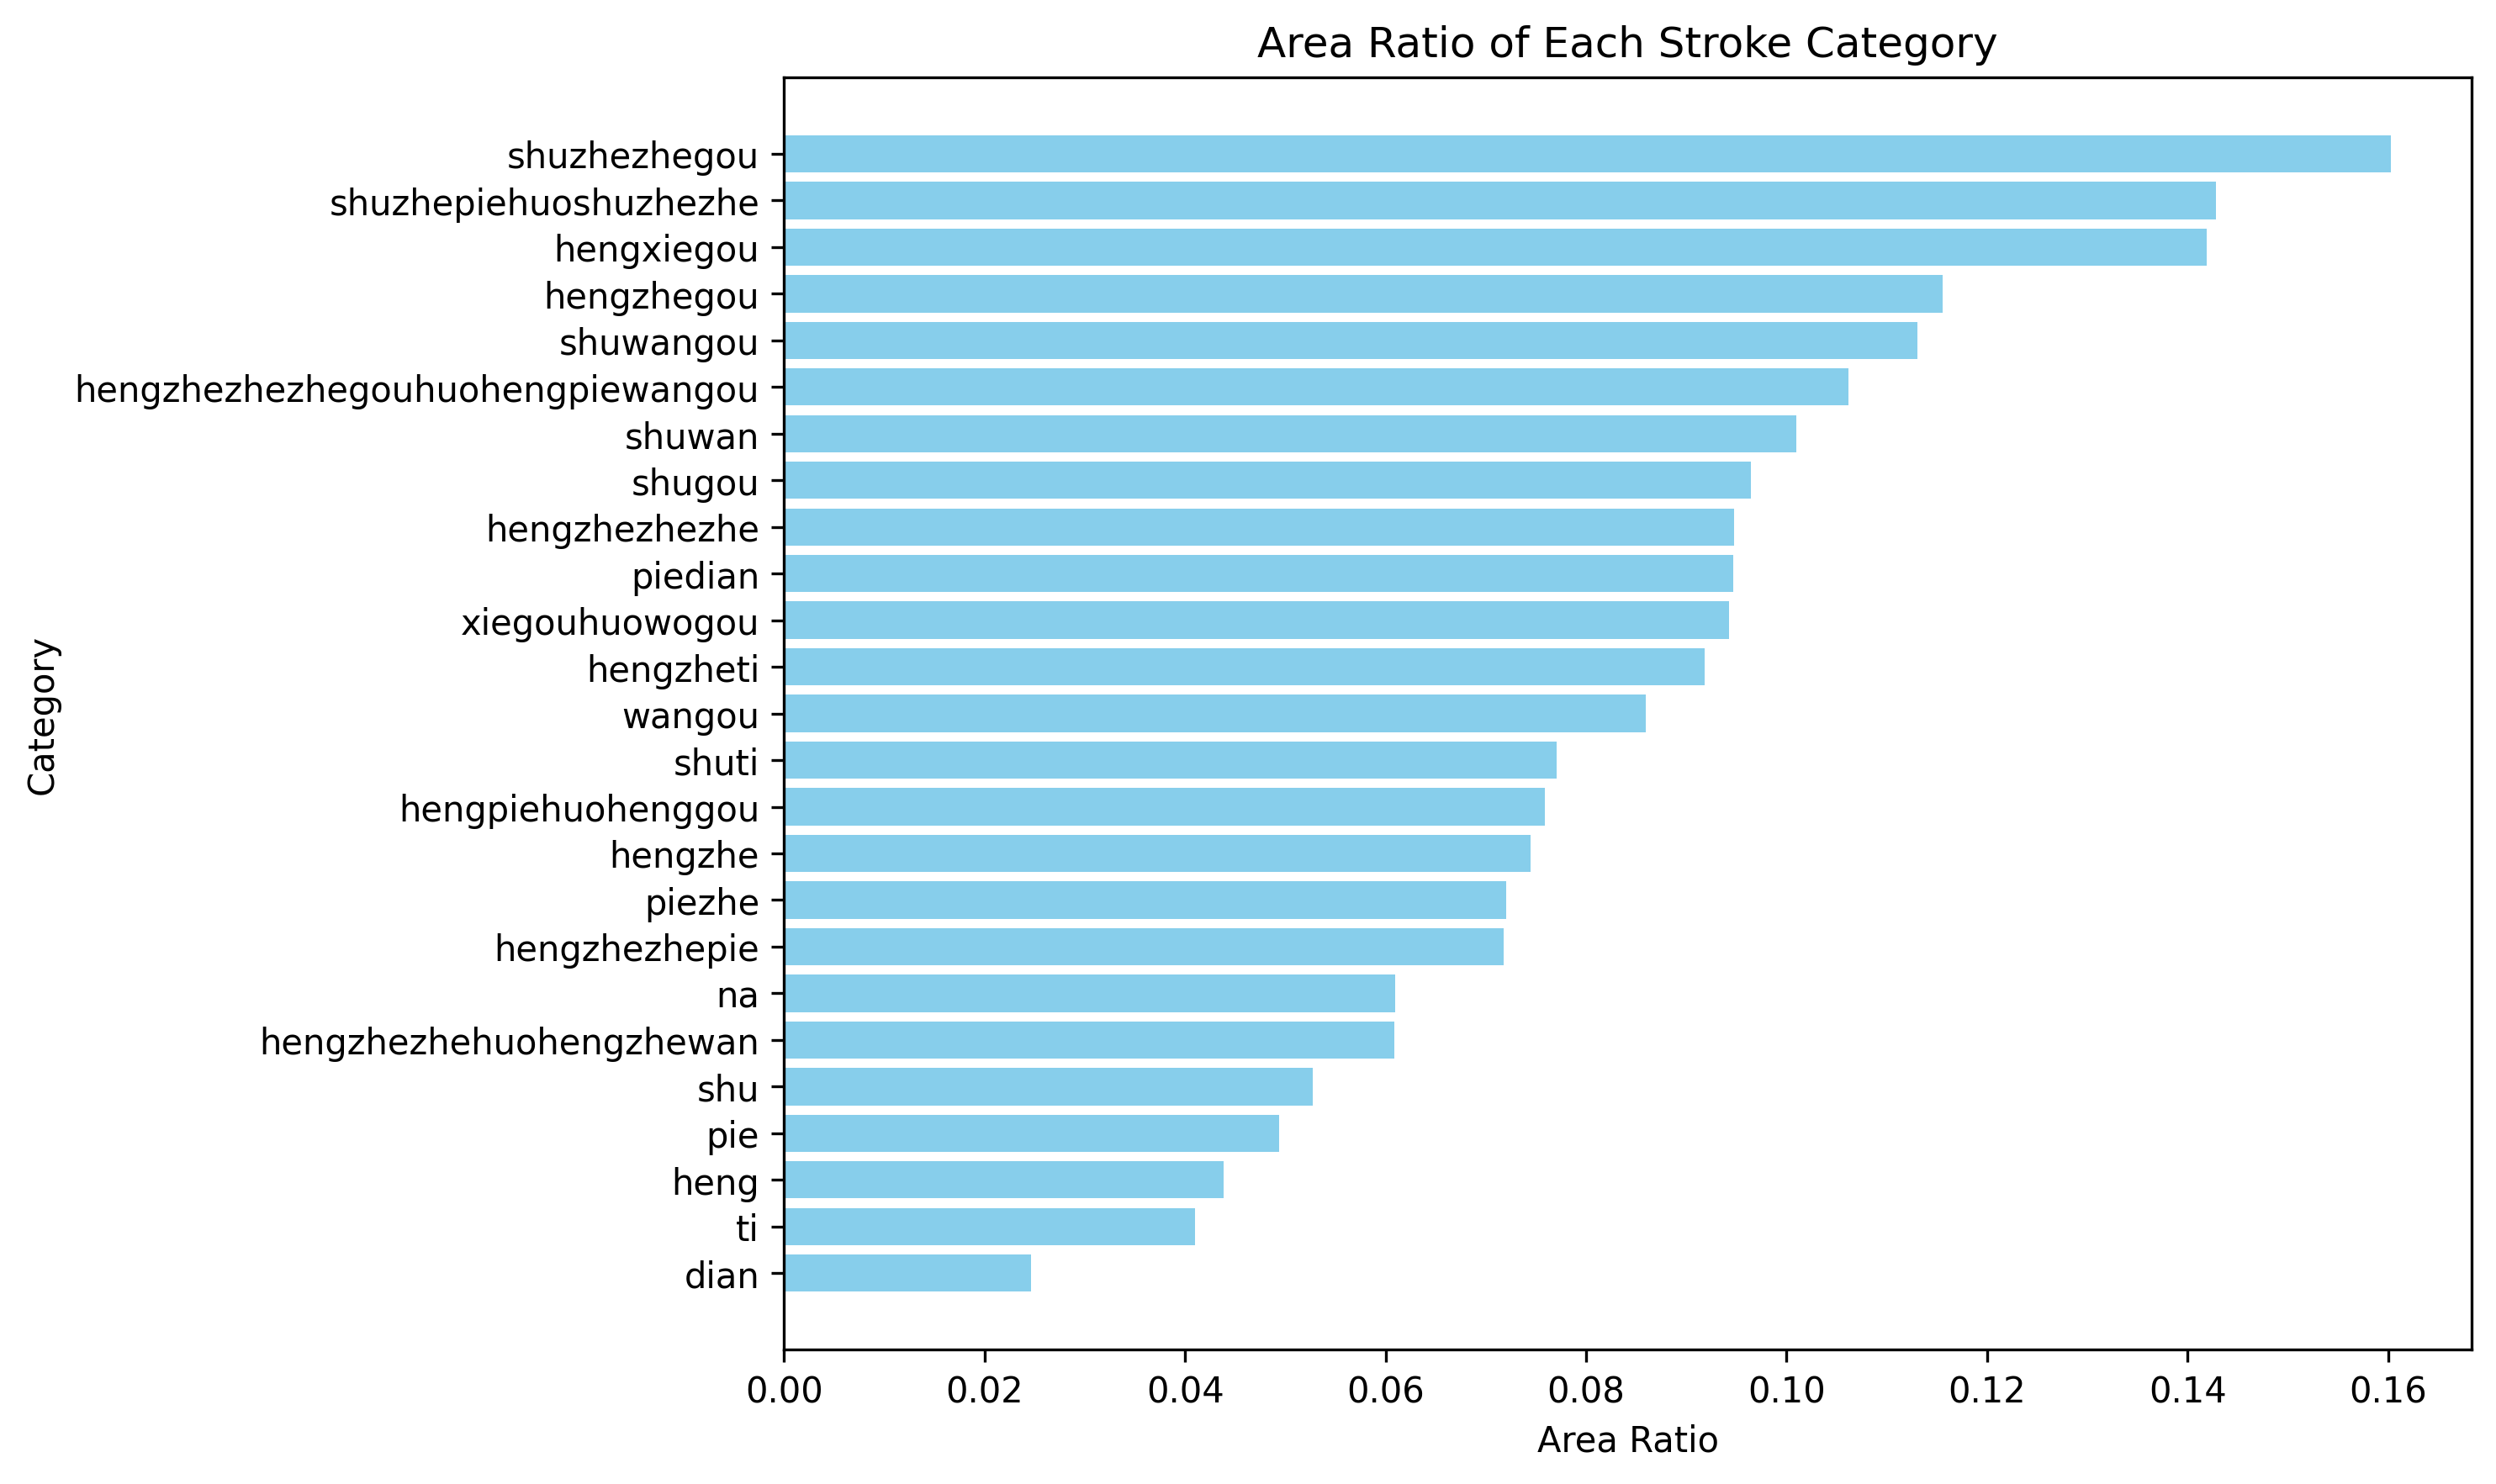 Area Ratio of Each Stroke Category
shuzhezhegou
shuzhepiehuoshuzhezhe
hengxiegou
hengzhegou
shuwangou
hengzhezhezhegouhuohengpiewangou
shuwan
shugou
hengzhezhezhe
piedian
xiegouhuowogou
hengzheti
wangou
shuti
hengpiehuohenggou
hengzhe
piezhe
hengzhezhepie
na
hengzhezhehuohengzhewan
shu
pie
heng
ti
dian
Category
0.00 0.02 0.04 0.06 0.08 0.10 0.12 0.14 0.16
Area Ratio